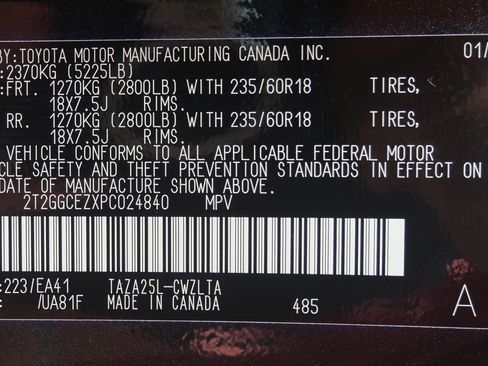 BY:TOYOTA MOTOR MANUFACTURING CANADA INC. 01/
:2370KG (5225LB)
:FRT. 1270KG (2800LB) WITH 235/60R18 TIRES,
18X7.5J RIMS.
RR. 1270KG (2800LB) WITH 235/60R18 TIRES,
18X7.5J RIMS.
VEHICLE CONFORMS TO ALL APPLICABLE FEDERAL MOTOR
CLE SAFETY AND THEFT PREVENTION STANDARDS IN EFFECT ON
DATE OF MANUFACTURE SHOWN ABOVE.
2T2GGCEZXPC024840 MPV
:223/EA41 TAZA25L-CWZLTA
: /UA81F MADE IN CANADA 485 A